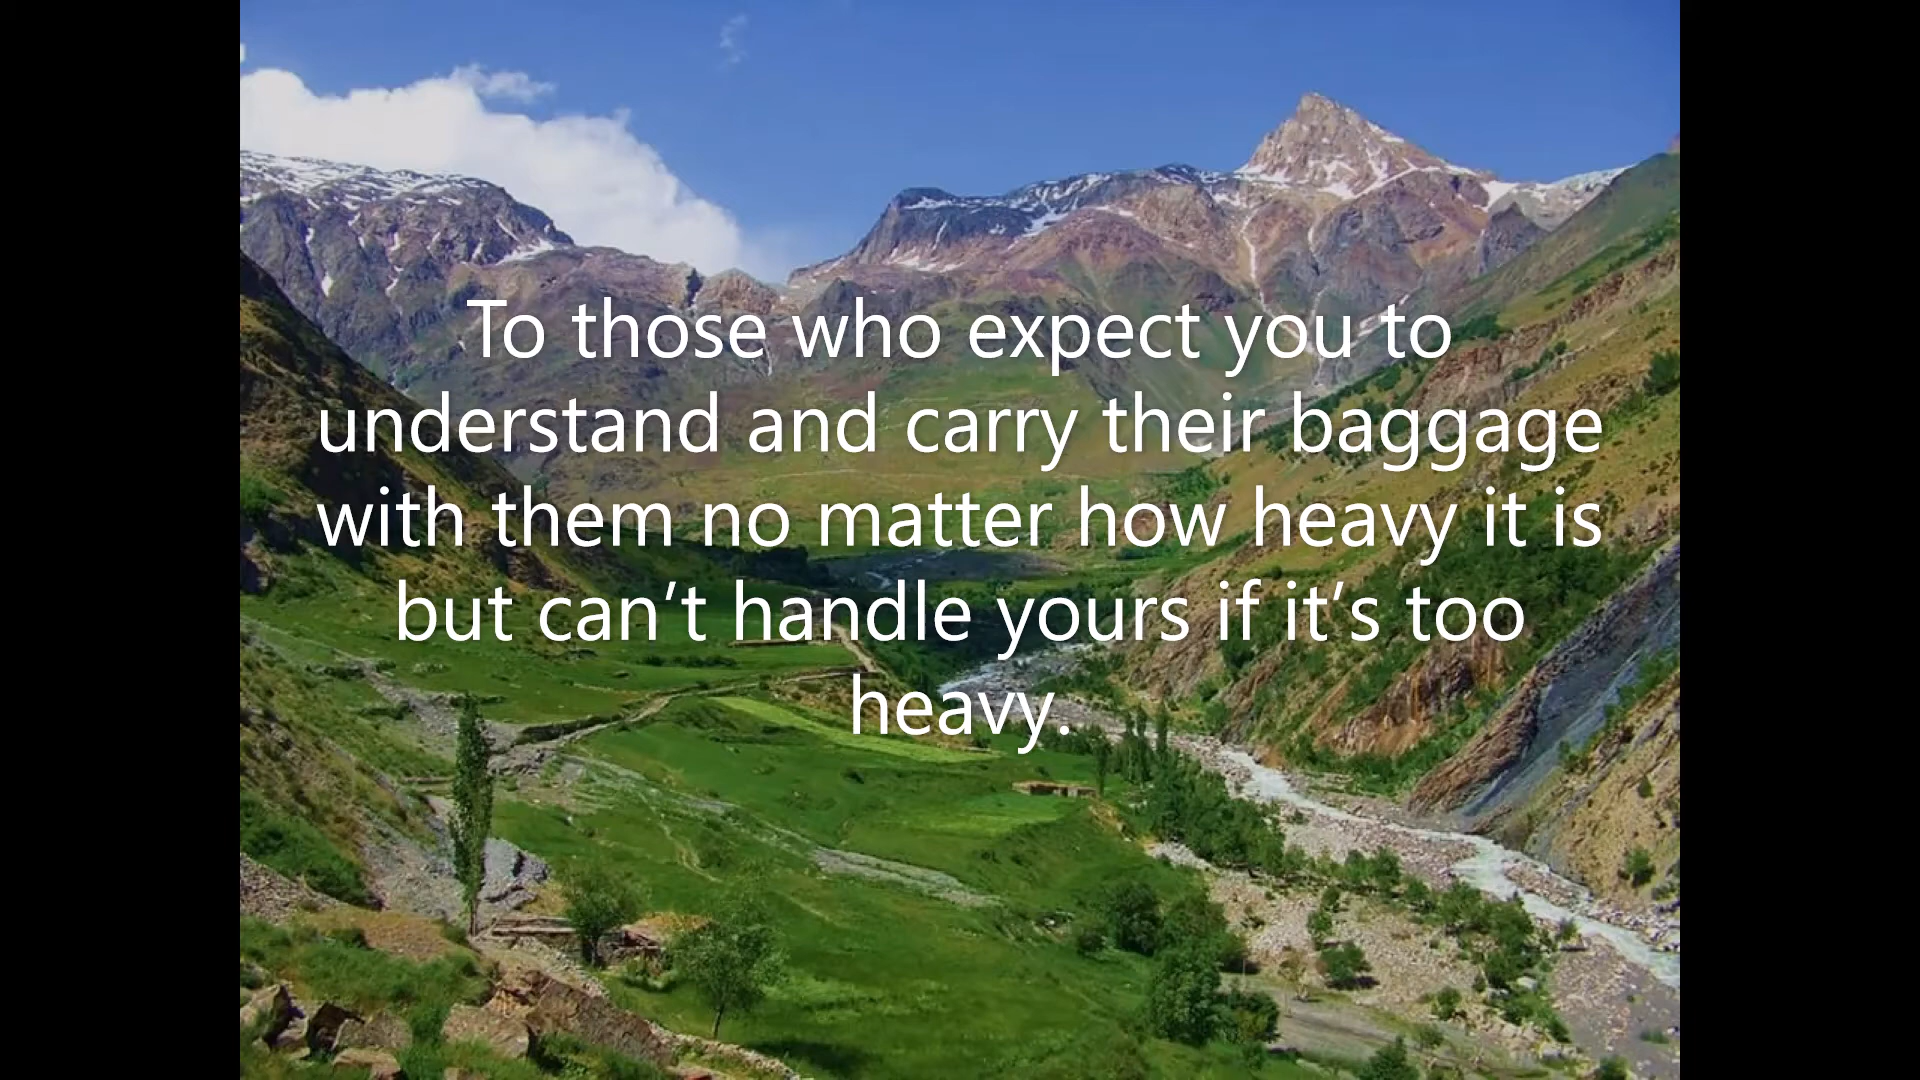 To those who expect you to
understand and carry their baggage
with them no matter how heavy it is
but can’t handle yours if it’s too
heavy.